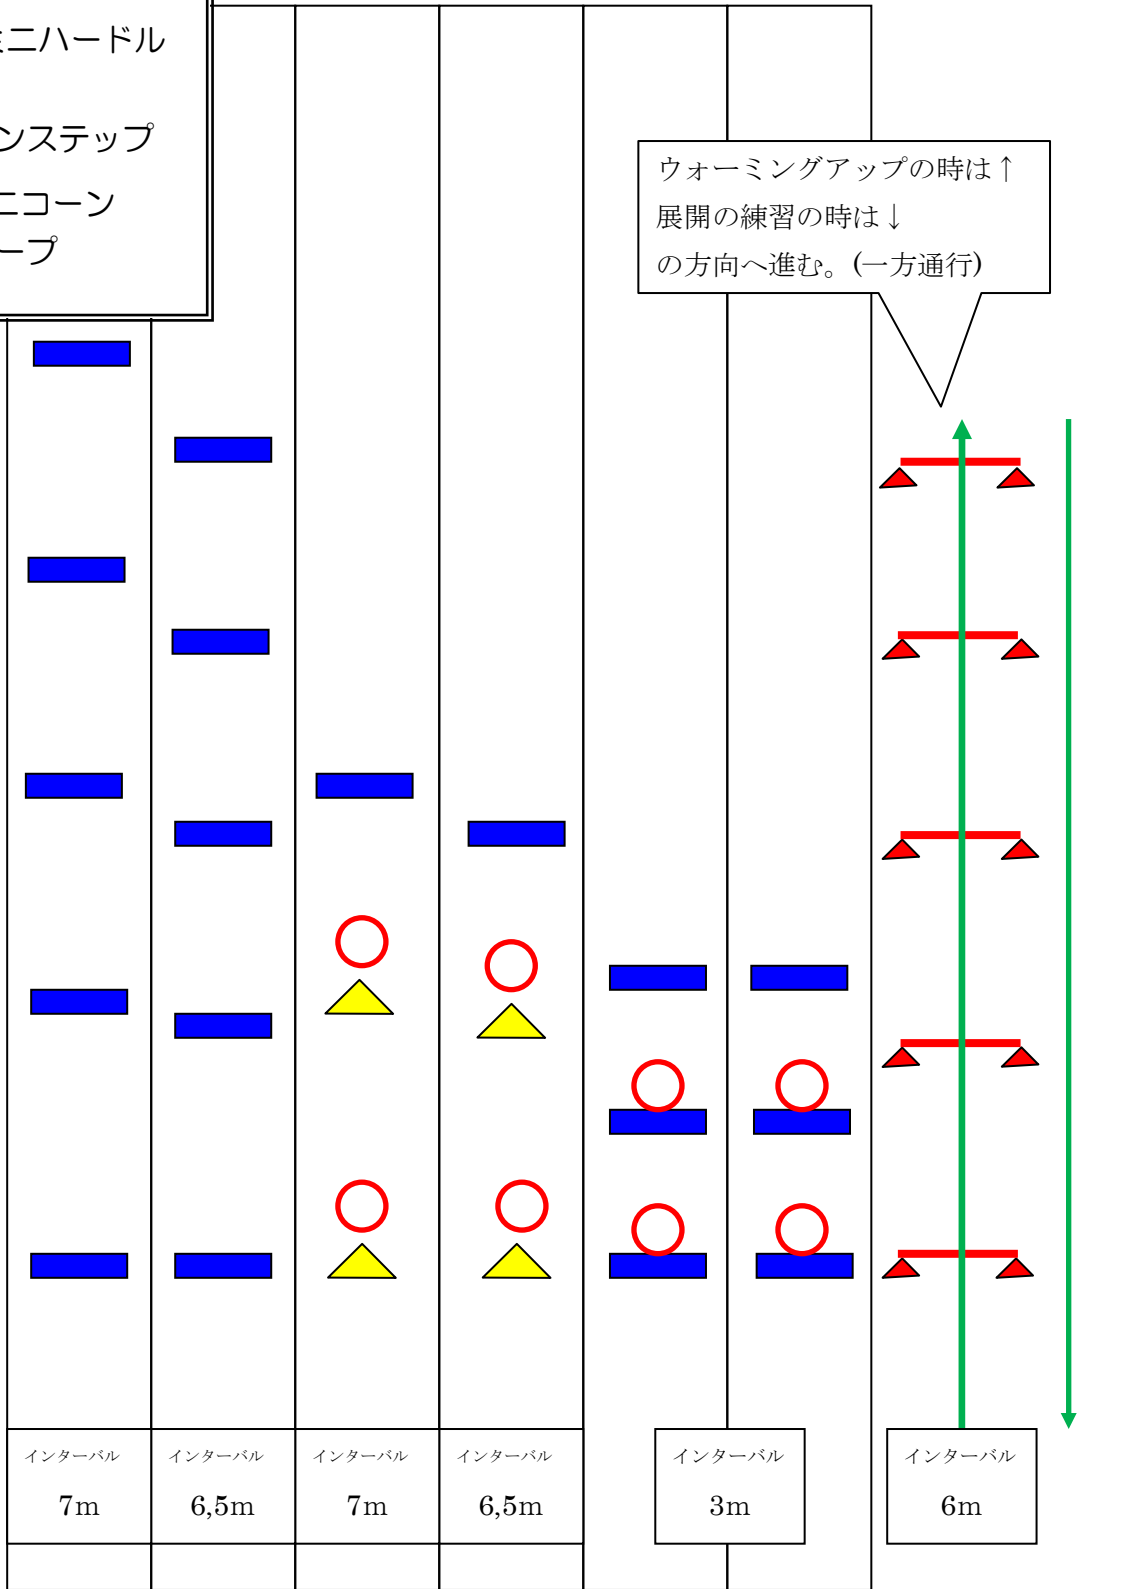 ミニハードル
ンステップ
ニコーン
ープ
ウォーミングアップの時は↑
展開の練習の時は↓
の方向へ進む。(一方通行)
インターバル
7m
インターバル
6,5m
インターバル
7m
インターバル
6,5m
インターバル
3m
インターバル
6m